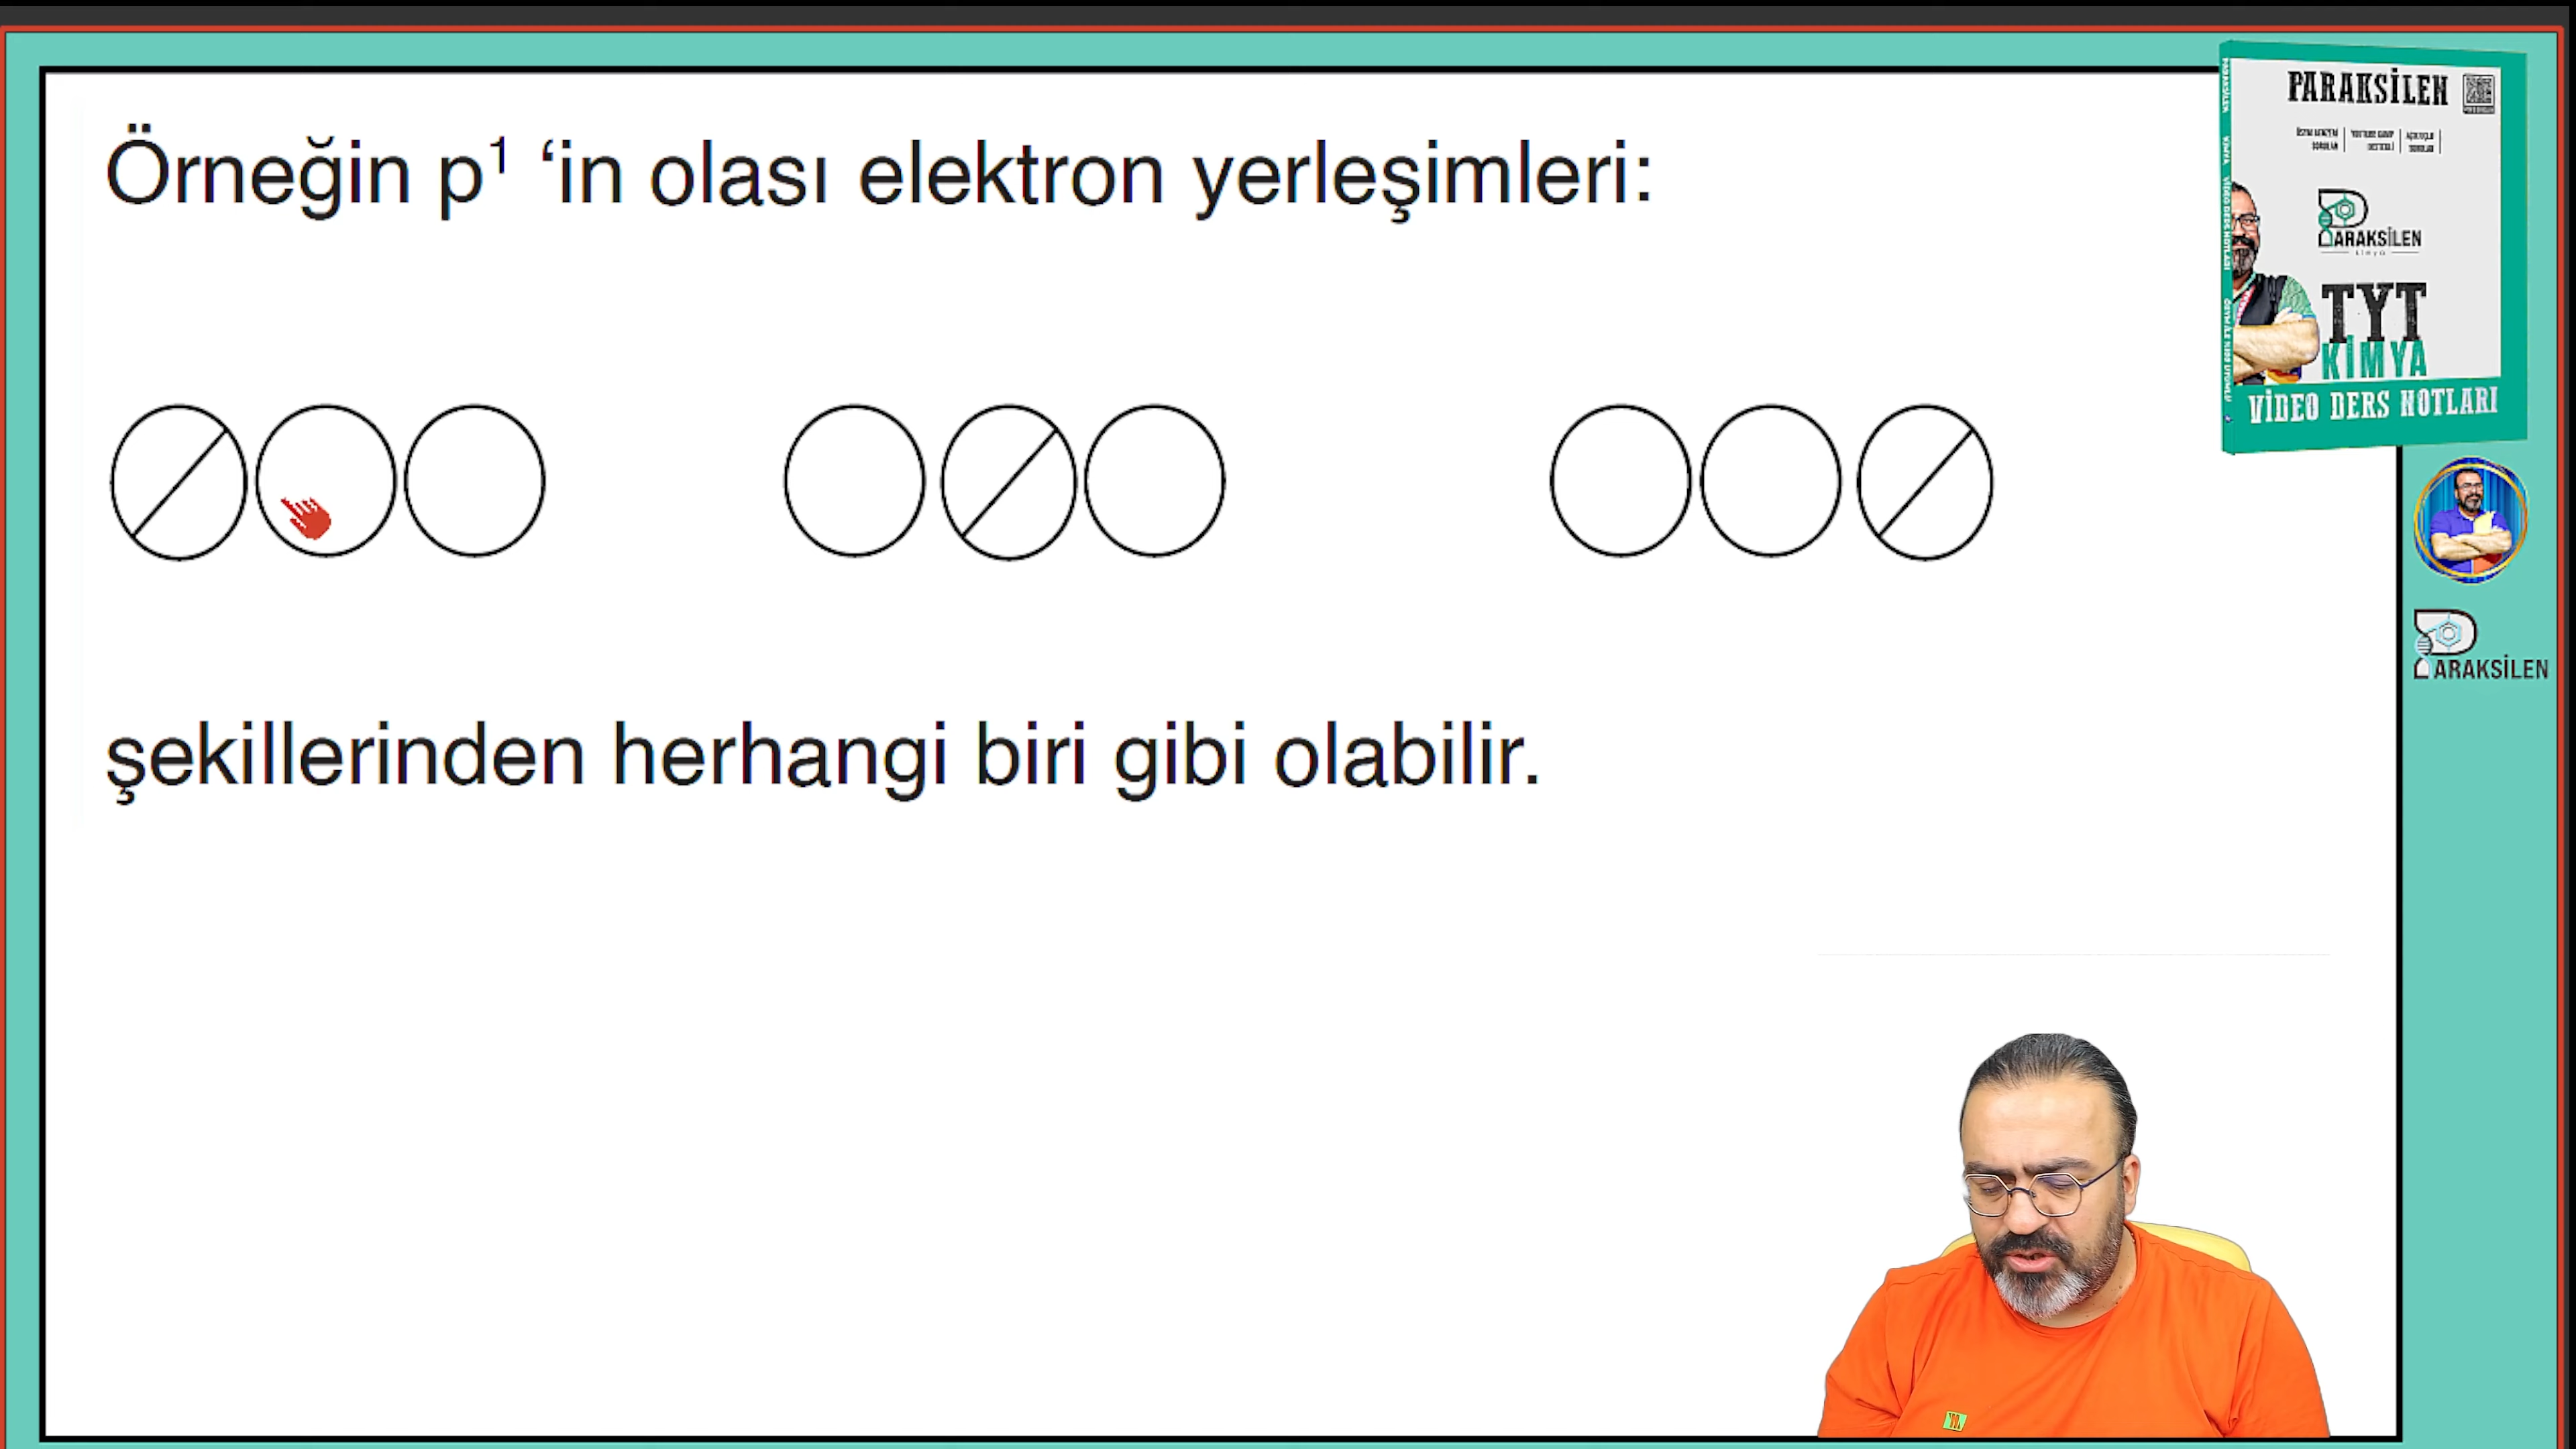 Örneğin p¹ ‘in olası elektron yerleşimleri:
şekillerinden herhangi biri gibi olabilir.
PARAKSİLEN
PARAKSİLEN
kimya
TYT
KİMYA
VİDEO DERS NOTLARI
PARAKSİLEN